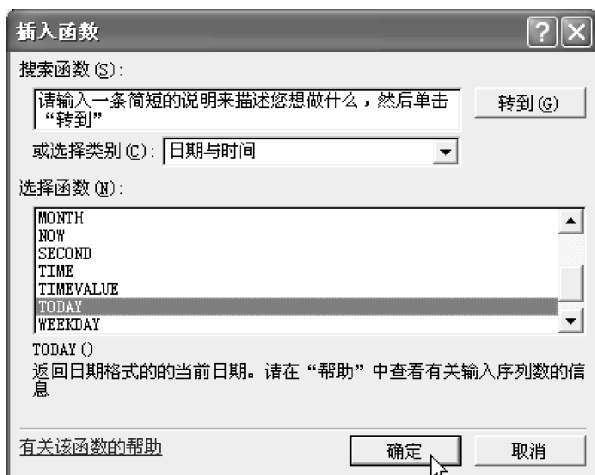 插入函数
搜索函数(S):
请输入一条简短的说明来描述您想做什么，然后单击
“转到”
转到(G)
或选择类别(C): 日期与时间
选择函数(N):
MONTH
NOW
SECOND
TIME
TIMEVALUE
TODAY
WEEKDAY
TODAY()
返回日期格式的的当前日期。请在“帮助”中查看有关输入序列数的信
息
有关该函数的帮助
确定
取消